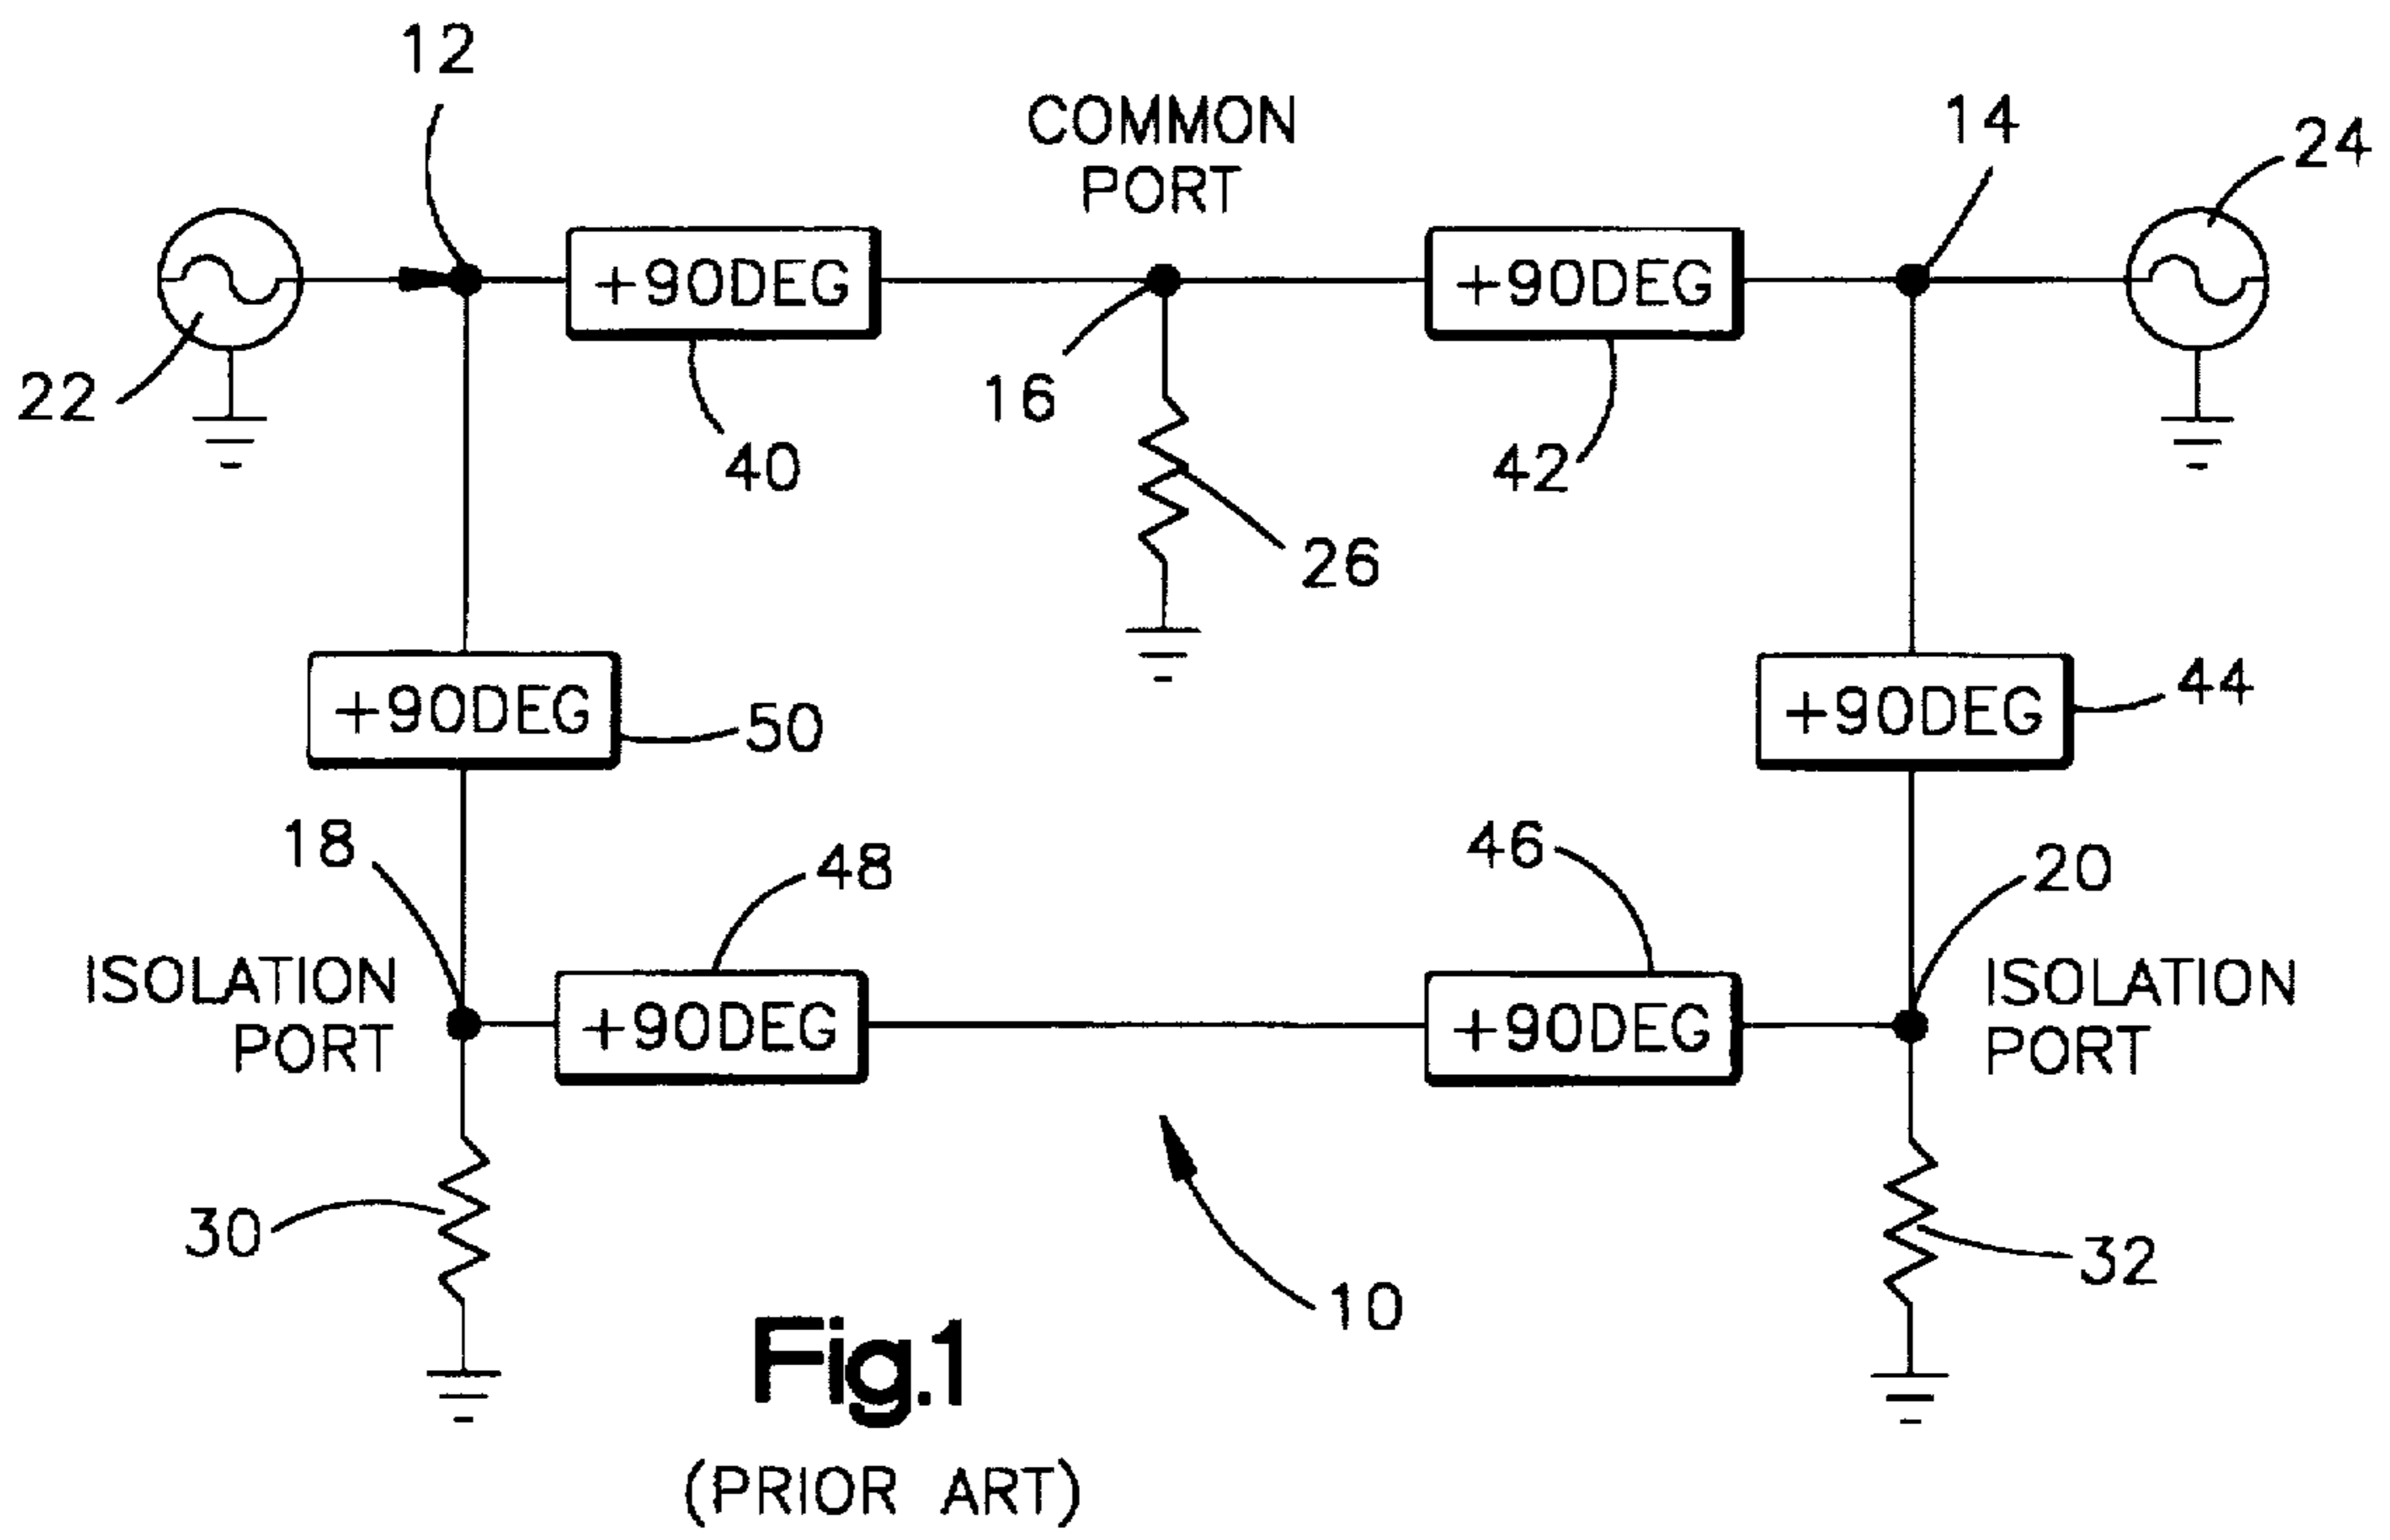 12
COMMON
PORT
14
24
+90DEG
+90DEG
22
16
40
42
26
+90DEG
50
+90DEG
44
18
48
46
20
ISOLATION
PORT
+90DEG
+90DEG
ISOLATION
PORT
30
10
32
Fig.1
(PRIOR ART)